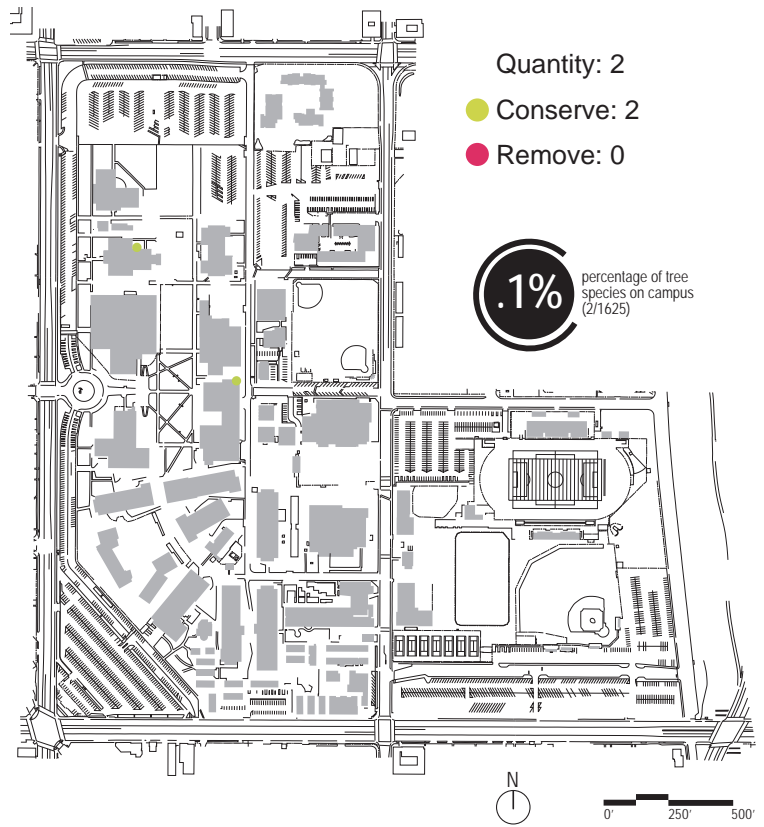 Quantity: 2
Conserve: 2
Remove: 0
.1%
percentage of tree
species on campus
(2/1625)
N
0' 250' 500'